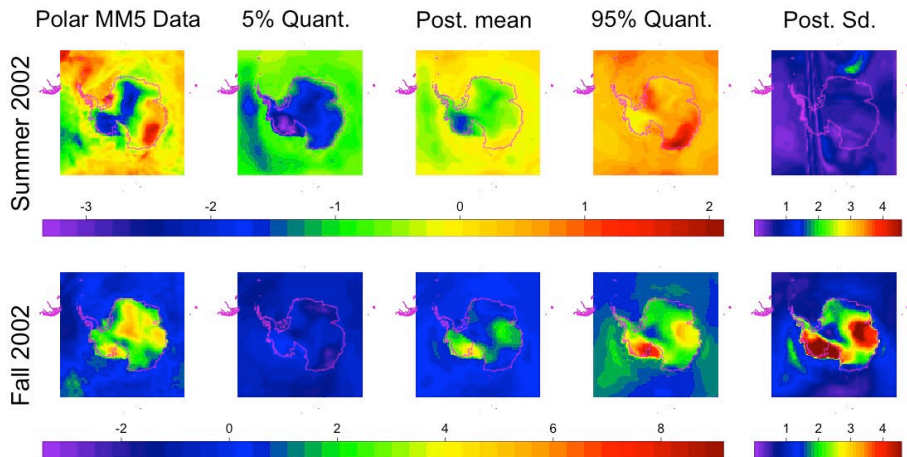 Polar MM5 Data 5% Quant. Post. mean 95% Quant. Post. Sd.
Summer 2002
-3 -2 -1 0 1 2 1 2 3 4
Fall 2002
-2 0 2 4 6 8 1 2 3 4